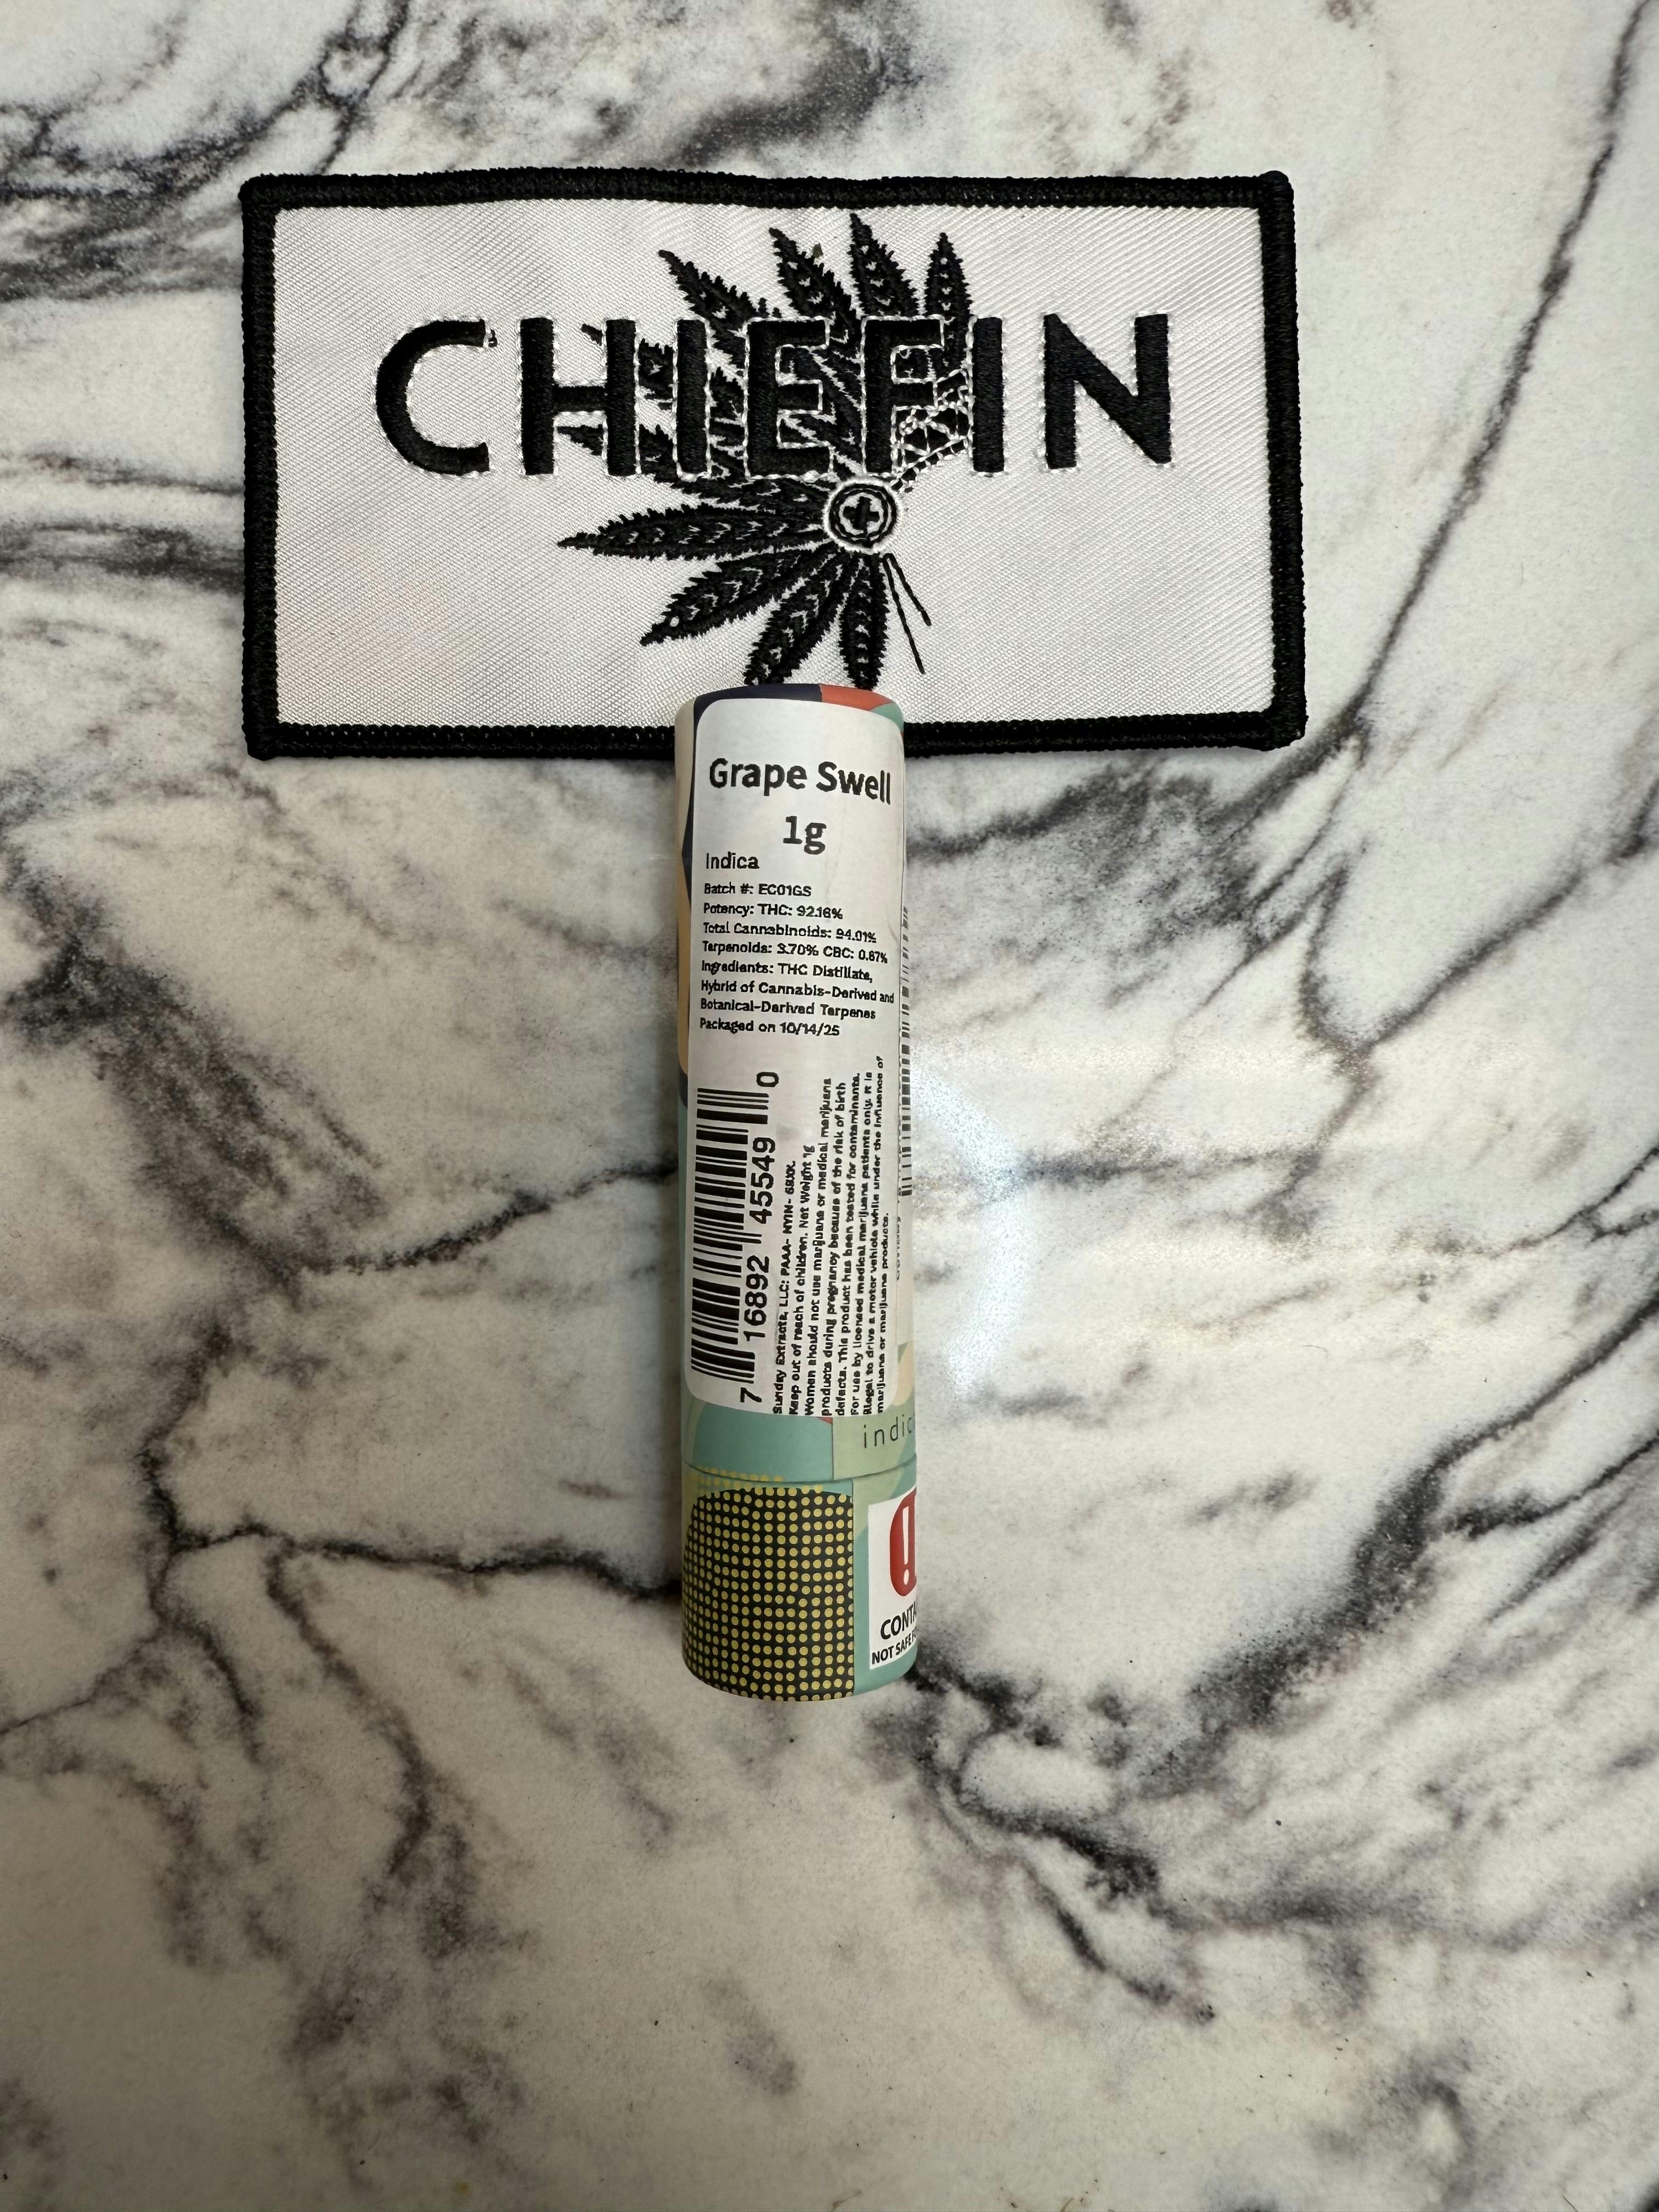 CHIEFIN
Grape Swell
1g
Indica
Batch #: EC01GS
Potency: THC: 92.16%
Total Cannabinoids: 94.01%
Terpenoids: 3.70% CBC: 0.87%
Ingredients: THC Distillate,
Hybrid of Cannabis-Derived and
Botanical-Derived Terpenes
Packaged on 10/14/25
7 16892 45549 0
Sunday Extracts, LLC: PAAA- NYIN-
Keep out of reach of children. Net Weight 1g
Women should not use marijuana or medical marijuana
products during pregnancy because of the risk of birth
defects. This product has been tested for contaminants.
For use by licensed medical marijuana patients only. It is
illegal to drive a motor vehicle while under the influence of
marijuana or marijuana products.
indic
!
CONTA
NOT SAFE